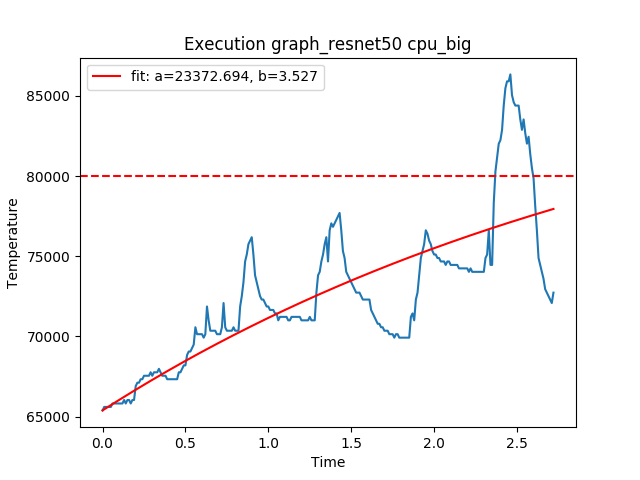 Execution graph_resnet50 cpu_big
fit: a=23372.694, b=3.527
85000
80000
75000
70000
65000
Temperature
0.0 0.5 1.0 1.5 2.0 2.5
Time